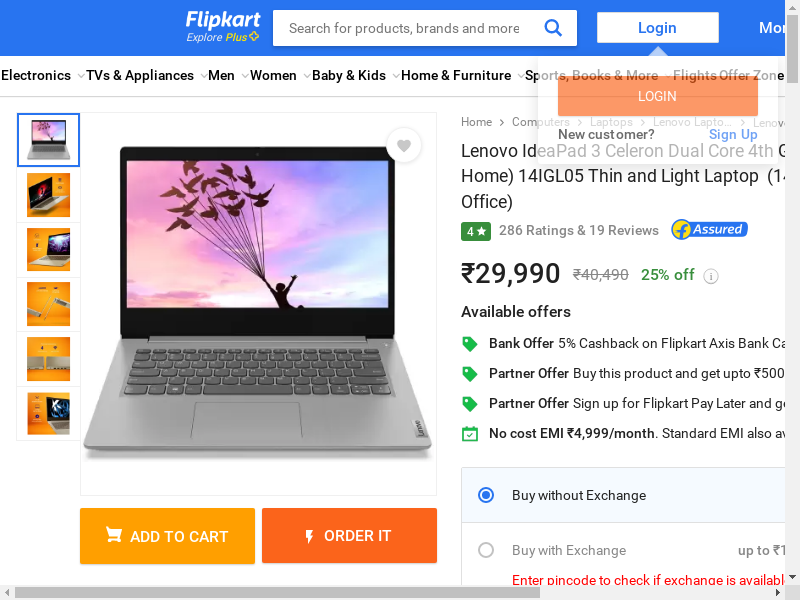 Flipkart
Explore Plus
Search for products, brands and more
Login
Mor
Electronics
TVs & Appliances
Men
Women
Baby & Kids
Home & Furniture
Sports, Books & More
Flights
Offer Zone
LOGIN
New customer?
Sign Up
Home
Computers
Laptops
Lenovo Lapto...
Lenovo
Lenovo IdeaPad 3 Celeron Dual Core 4th G
Home) 14IGL05 Thin and Light Laptop (14
Office)
4
286 Ratings & 19 Reviews
Assured
₹29,990
₹40,490
25% off
i
Available offers
Bank Offer 5% Cashback on Flipkart Axis Bank Ca
Partner Offer Buy this product and get upto ₹500
Partner Offer Sign up for Flipkart Pay Later and ge
No cost EMI ₹4,999/month. Standard EMI also av
Buy without Exchange
Buy with Exchange
up to ₹1
Enter pincode to check if exchange is availabl
Lenovo
ADD TO CART
ORDER IT